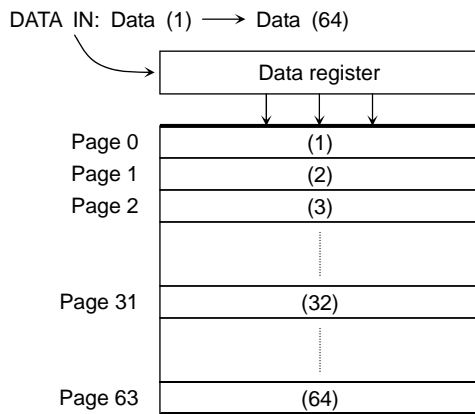 DATA IN: Data (1) ⟶ Data (64)
Data register
Page 0 (1)
Page 1 (2)
Page 2 (3)
Page 31 (32)
Page 63 (64)